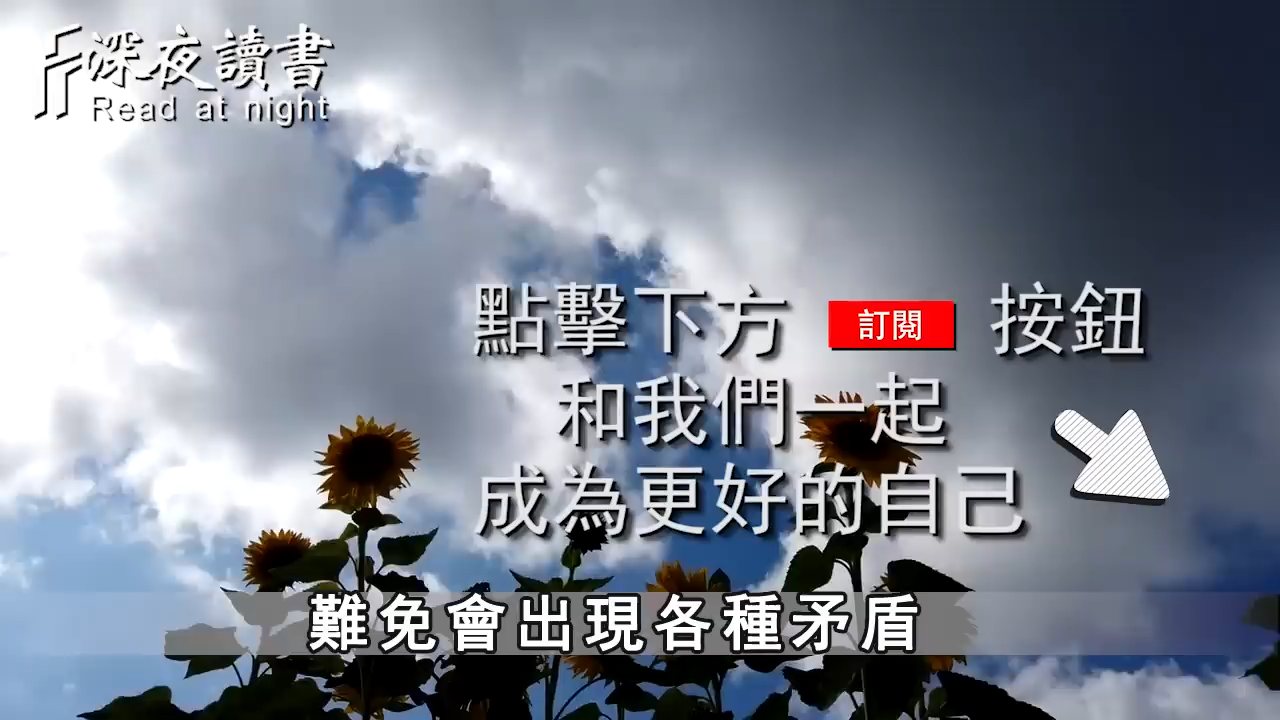 深夜讀書
Read at night
點擊下方 訂閱 按鈕
和我們一起
成為更好的自己
難免會出現各種矛盾